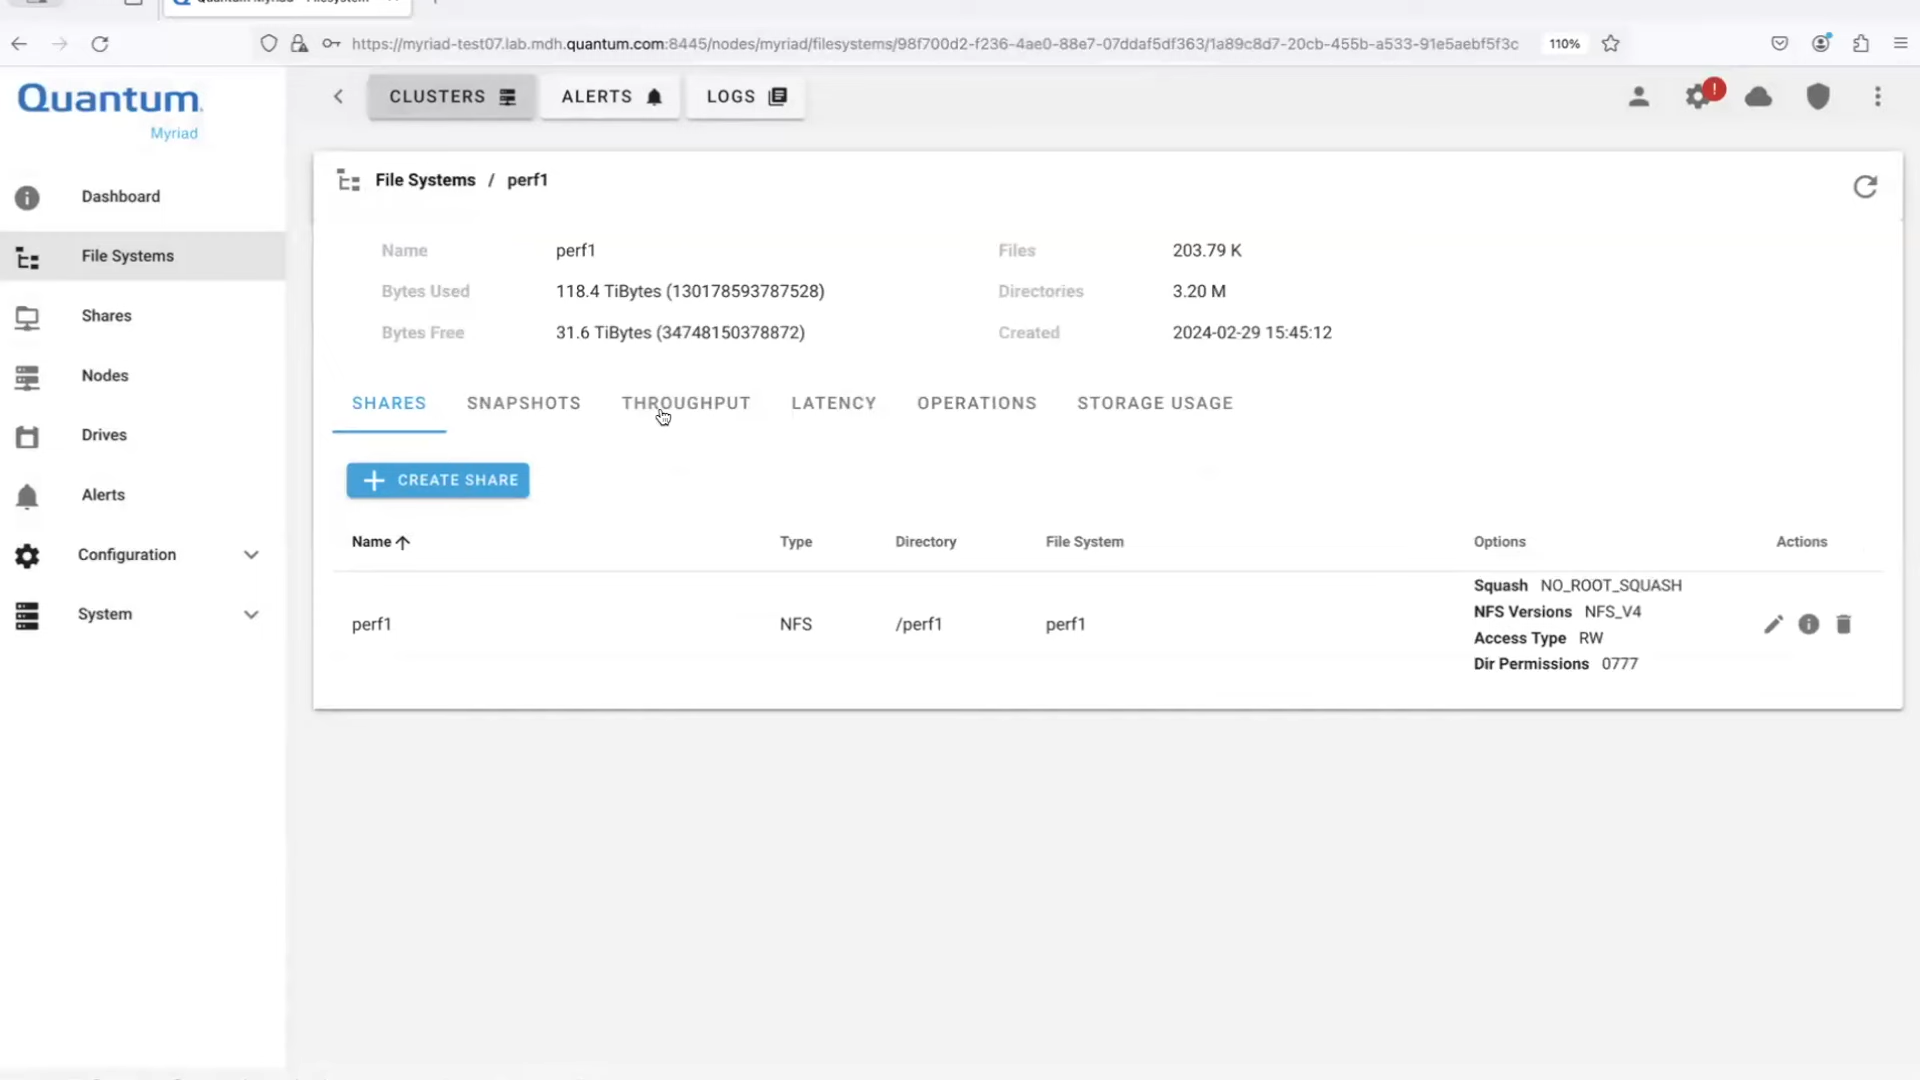 https://myriad-test07.lab.mdh.quantum.com:8445/nodes/myriad/filesystems/98f700d2-f236-4ae0-88e7-07ddaf5df363/1a89c8d7-20cb-455b-a533-91e5aebf5f3c 110%
Quantum
Myriad
CLUSTERS ALERTS LOGS !
Dashboard
File Systems
Shares
Nodes
Drives
Alerts
Configuration
System
File Systems / perf1
Name perf1 Files 203.79 K
Bytes Used 118.4 TiBytes (130178593787528) Directories 3.20 M
Bytes Free 31.6 TiBytes (34748150378872) Created 2024-02-29 15:45:12
SHARES SNAPSHOTS THROUGHPUT LATENCY OPERATIONS STORAGE USAGE
+ CREATE SHARE
Name Type Directory File System Options Actions
perf1 NFS /perf1 perf1
Squash NO_ROOT_SQUASH
NFS Versions NFS_V4
Access Type RW
Dir Permissions 0777